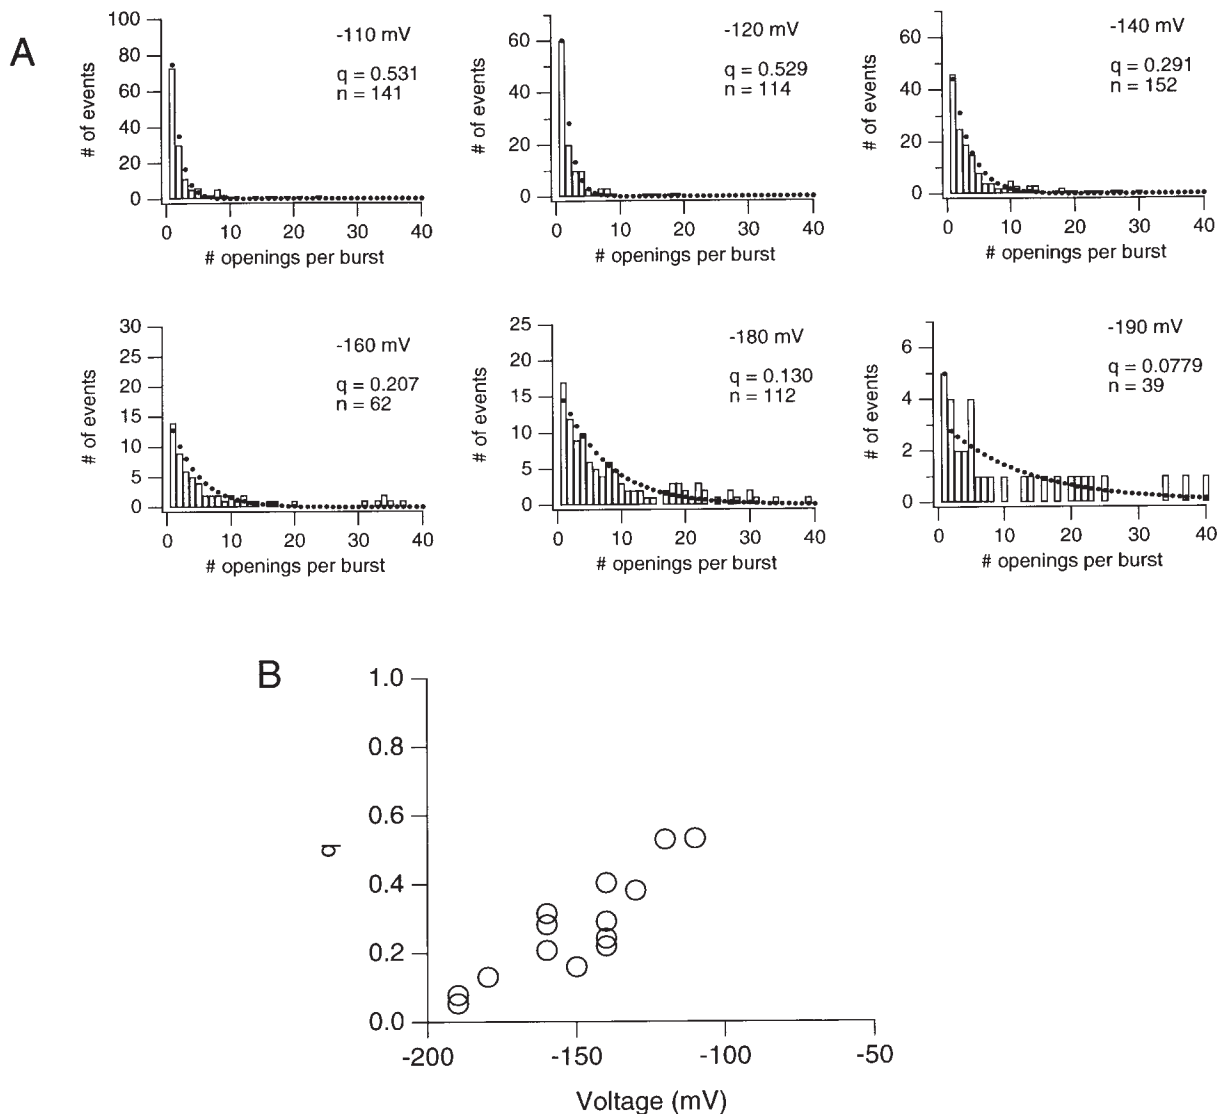 A
-110 mV
q = 0.531
n = 141
# of events
100
80
60
40
20
0
0 10 20 30 40
# openings per burst
-120 mV
q = 0.529
n = 114
# of events
60
40
20
0
0 10 20 30 40
# openings per burst
-140 mV
q = 0.291
n = 152
# of events
60
40
20
0
0 10 20 30 40
# openings per burst
-160 mV
q = 0.207
n = 62
# of events
30
25
20
15
10
5
0
0 10 20 30 40
# openings per burst
-180 mV
q = 0.130
n = 112
# of events
25
20
15
10
5
0
0 10 20 30 40
# openings per burst
-190 mV
q = 0.0779
n = 39
# of events
6
4
2
0
0 10 20 30 40
# openings per burst
B
q
1.0
0.8
0.6
0.4
0.2
0.0
-200 -150 -100 -50
Voltage (mV)